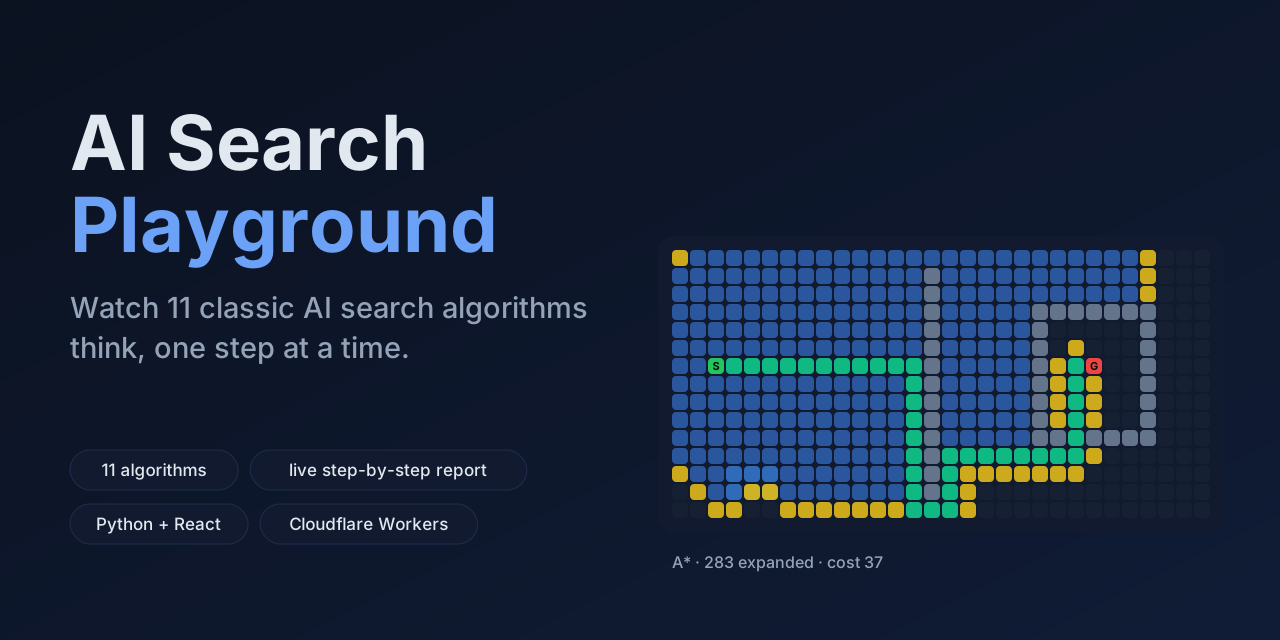 AI Search
Playground
Watch 11 classic AI search algorithms
think, one step at a time.
11 algorithms
live step-by-step report
Python + React
Cloudflare Workers
S
G
A* · 283 expanded · cost 37